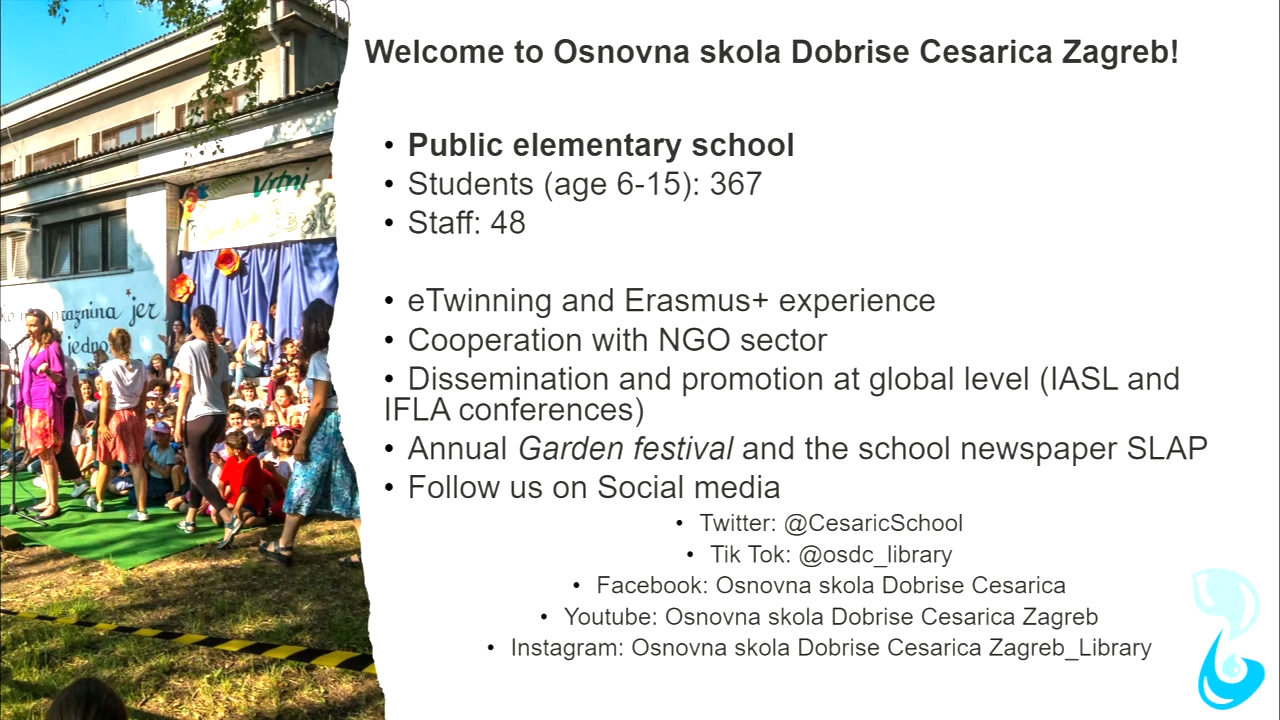 Welcome to Osnovna skola Dobrise Cesarica Zagreb!
• Public elementary school
• Students (age 6-15): 367
• Staff: 48
• eTwinning and Erasmus+ experience
• Cooperation with NGO sector
• Dissemination and promotion at global level (IASL and
IFLA conferences)
• Annual Garden festival and the school newspaper SLAP
• Follow us on Social media
• Twitter: @CesaricSchool
• Tik Tok: @osdc_library
• Facebook: Osnovna skola Dobrise Cesarica
• Youtube: Osnovna skola Dobrise Cesarica Zagreb
• Instagram: Osnovna skola Dobrise Cesarica Zagreb_Library
Vrtni
jer
jedno